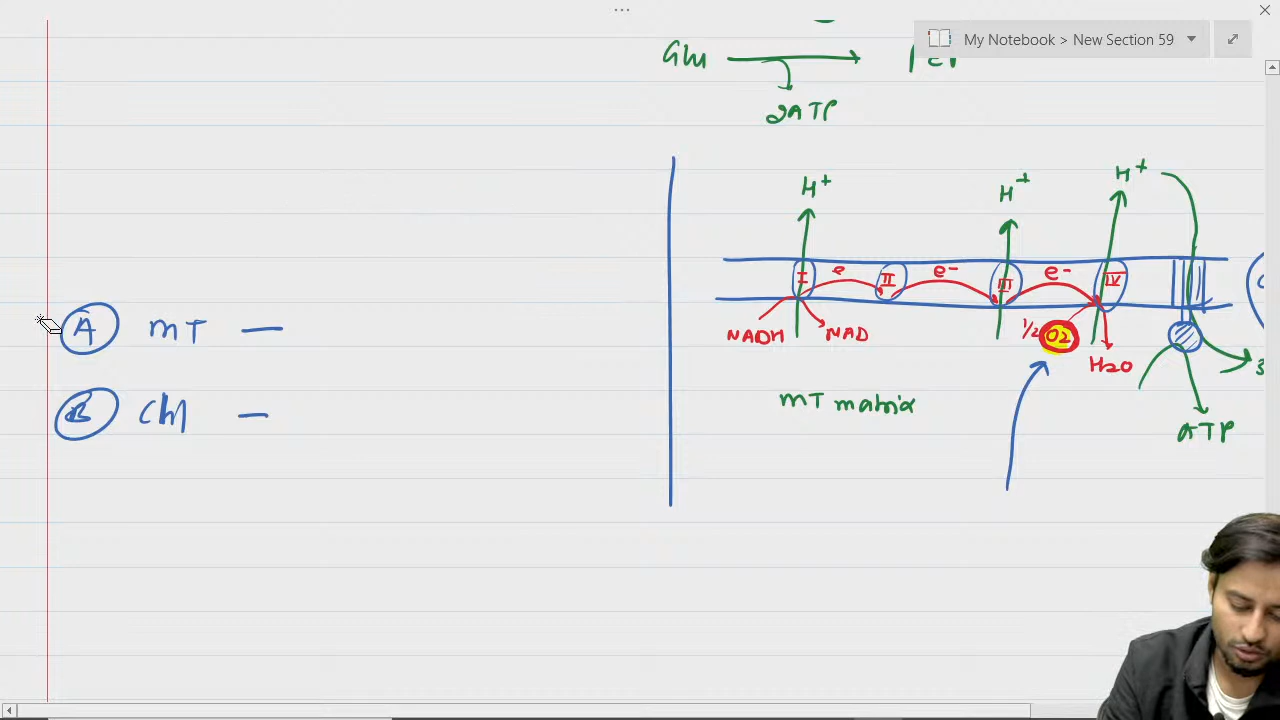 ...
My Notebook > New Section 59
Glu
2ATP
H+
H+
H+
I e II e- III e- IV
NADH NAD 1/2 O2
H2O
A mT —
B Chl —
mT matrix
ATP